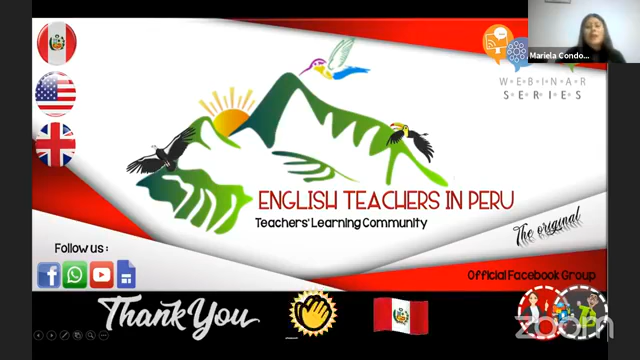 Mariela Condo...
WEBINAR
SERIES
ENGLISH TEACHERS IN PERU
Teachers' Learning Community
The original
Follow us :
Official Facebook Group
Thank You
zoom